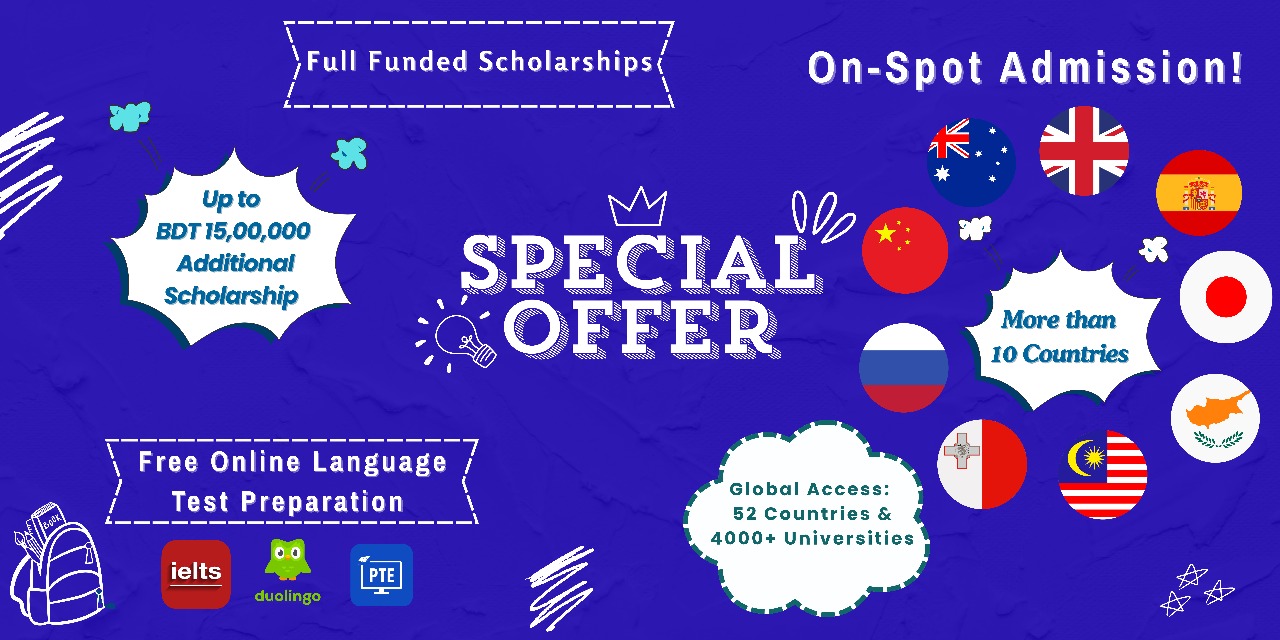 Full Funded Scholarships
On-Spot Admission!
Up to
BDT 15,00,000
Additional
Scholarship
SPECIAL
OFFER
More than
10 Countries
Free Online Language
Test Preparation
Global Access:
52 Countries &
4000+ Universities
BOOK
ielts
duolingo
PTE